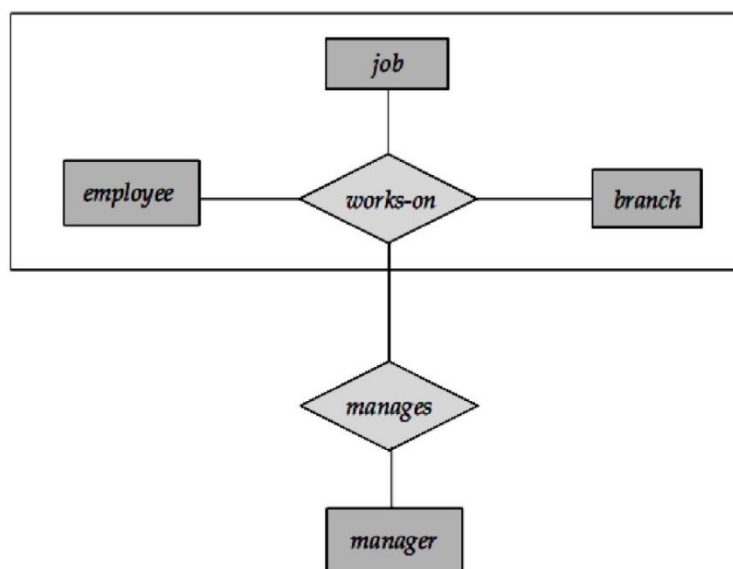 job
employee
works-on
branch
manages
manager